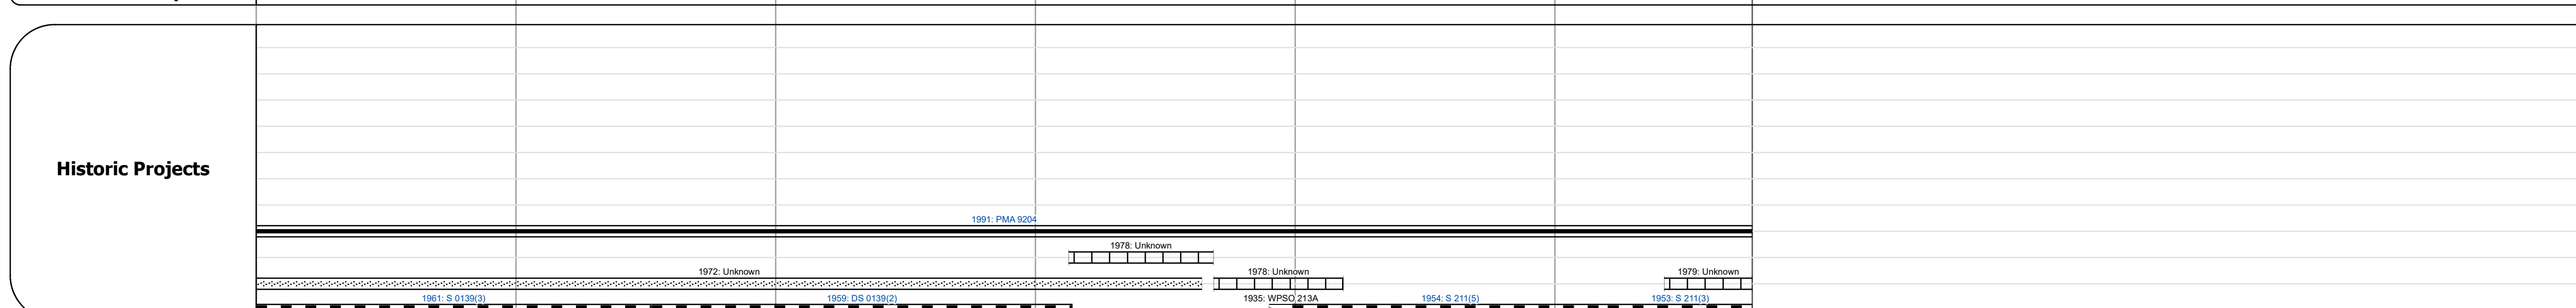 Historic Projects
1991: PMA 9204
1978: Unknown
1972: Unknown
1978: Unknown
1979: Unknown
1961: S 0139(3)
1959: DS 0139(2)
1935: WPSO 213A
1954: S 211(5)
1953: S 211(3)